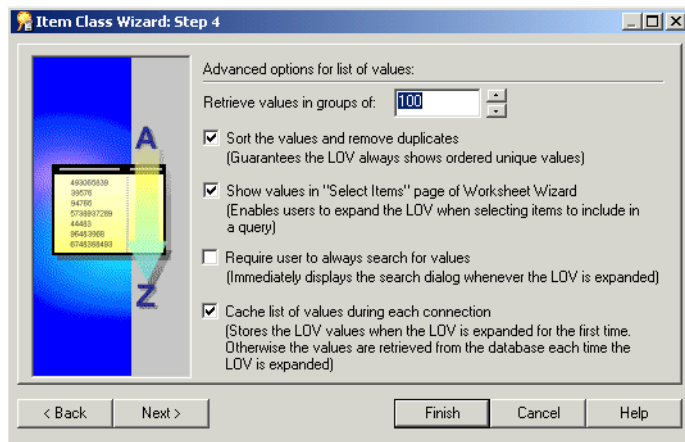 Item Class Wizard: Step 4
Advanced options for list of values:
Retrieve values in groups of: 100
Sort the values and remove duplicates
(Guarantees the LOV always shows ordered unique values)
Show values in "Select Items" page of Worksheet Wizard
(Enables users to expand the LOV when selecting items to include in
a query)
Require user to always search for values
(Immediately displays the search dialog whenever the LOV is expanded)
Cache list of values during each connection
(Stores the LOV values when the LOV is expanded for the first time.
Otherwise the values are retrieved from the database each time the
LOV is expanded)
A
39576
94766
5738937289
44463
6748368493
Z
< Back
Next >
Finish
Cancel
Help